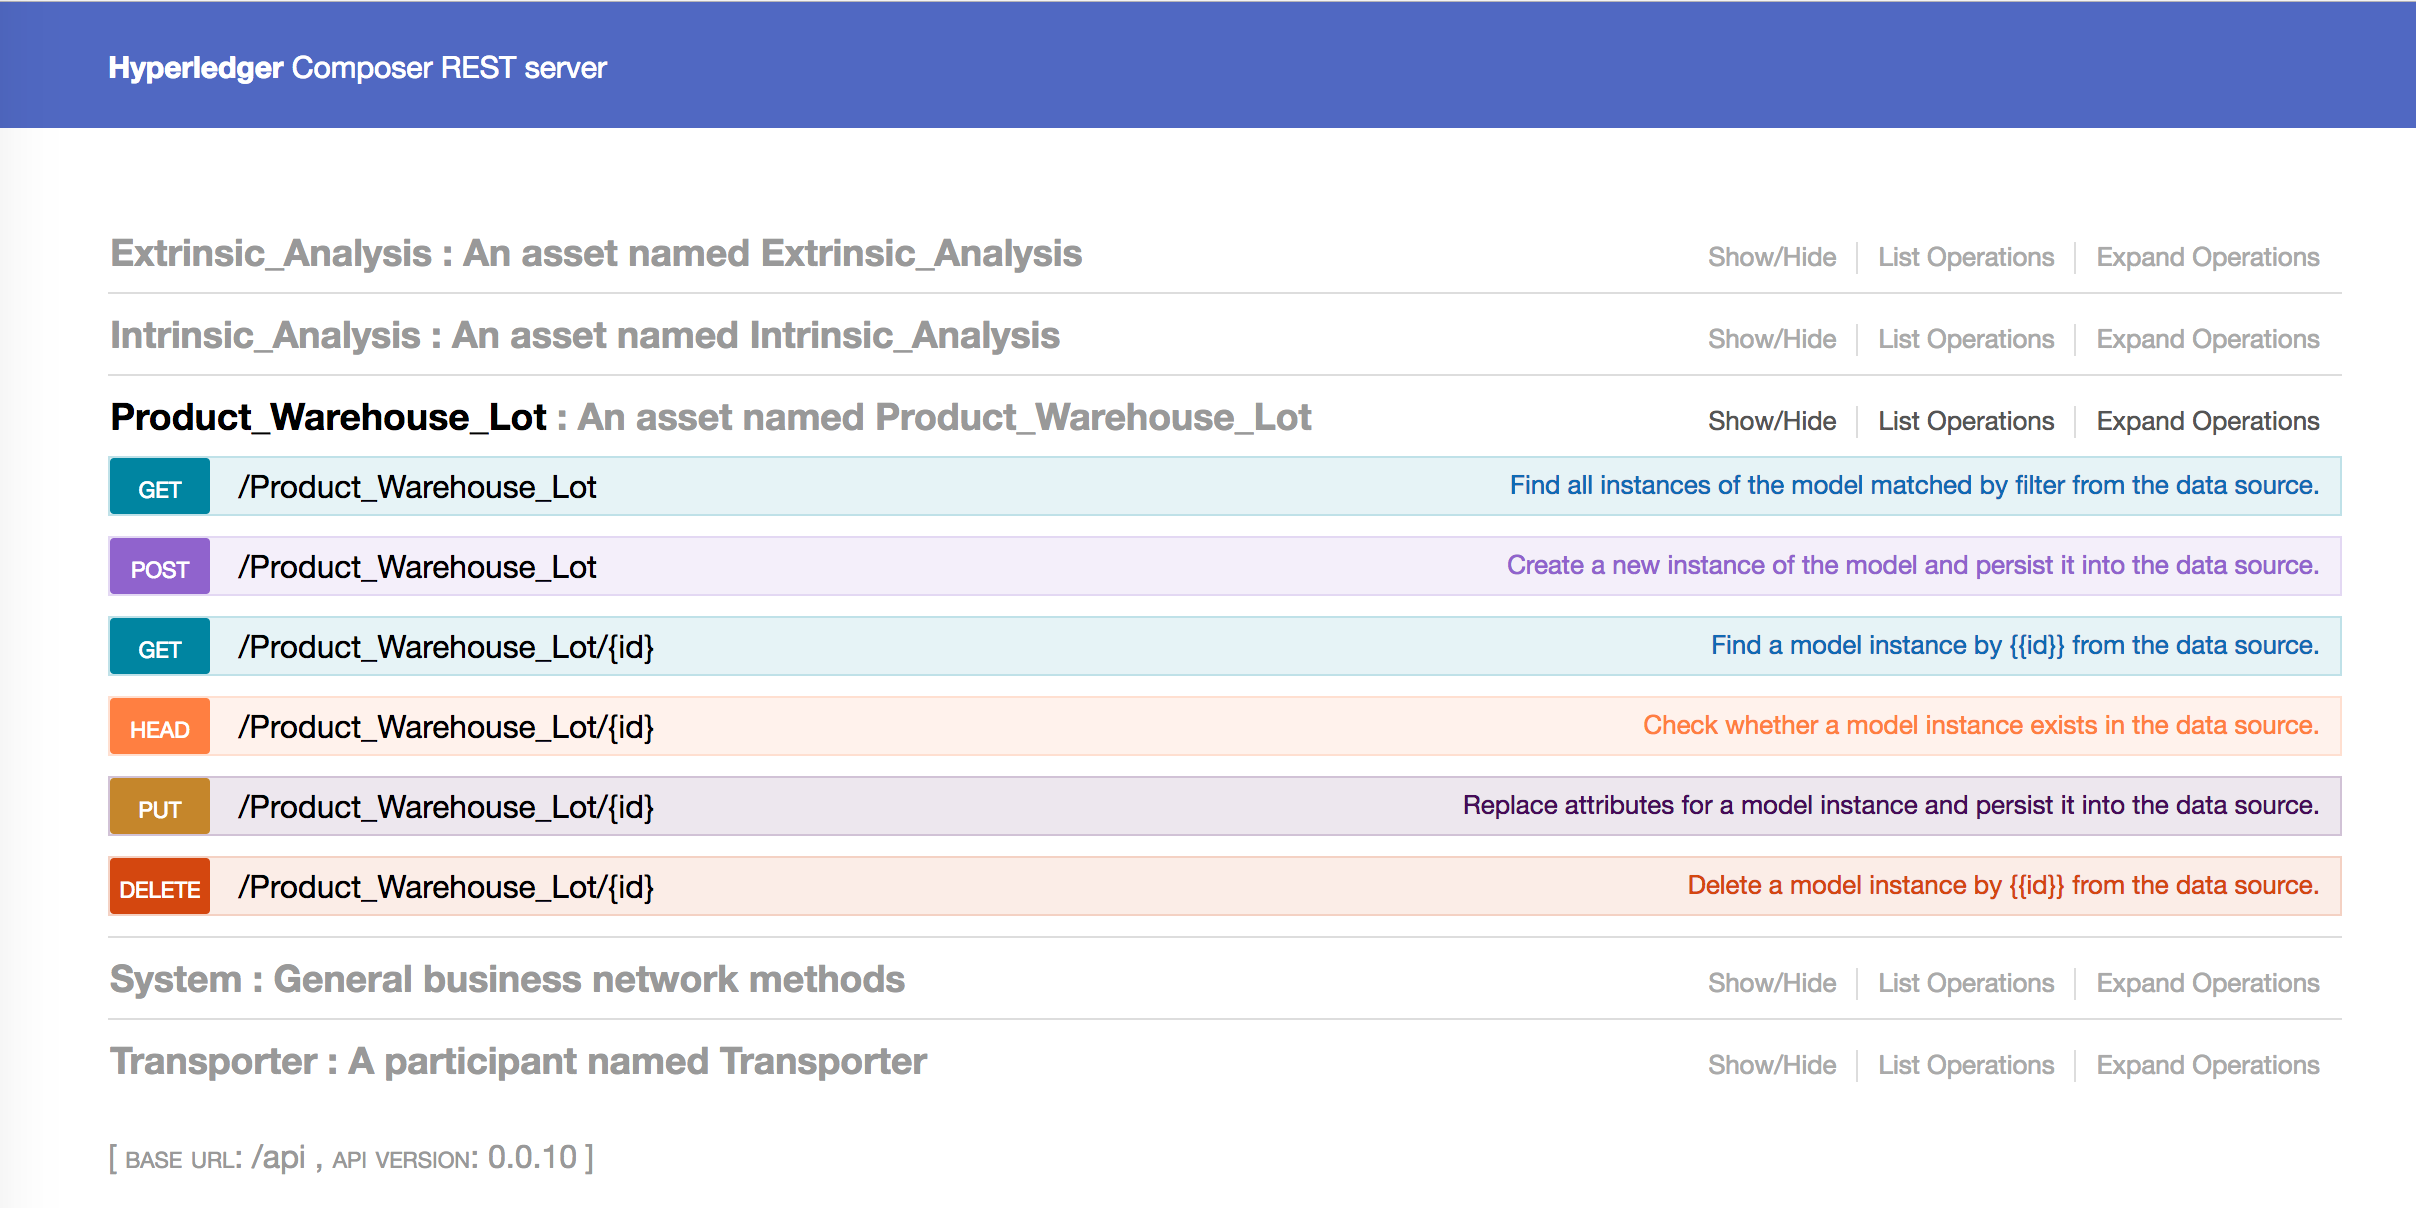 Hyperledger Composer REST server
Extrinsic_Analysis : An asset named Extrinsic_Analysis Show/Hide List Operations Expand Operations
Intrinsic_Analysis : An asset named Intrinsic_Analysis Show/Hide List Operations Expand Operations
Product_Warehouse_Lot : An asset named Product_Warehouse_Lot Show/Hide List Operations Expand Operations
GET /Product_Warehouse_Lot Find all instances of the model matched by filter from the data source.
POST /Product_Warehouse_Lot Create a new instance of the model and persist it into the data source.
GET /Product_Warehouse_Lot/{id} Find a model instance by {{id}} from the data source.
HEAD /Product_Warehouse_Lot/{id} Check whether a model instance exists in the data source.
PUT /Product_Warehouse_Lot/{id} Replace attributes for a model instance and persist it into the data source.
DELETE /Product_Warehouse_Lot/{id} Delete a model instance by {{id}} from the data source.
System : General business network methods Show/Hide List Operations Expand Operations
Transporter : A participant named Transporter Show/Hide List Operations Expand Operations
[ BASE URL: /api , API VERSION: 0.0.10 ]